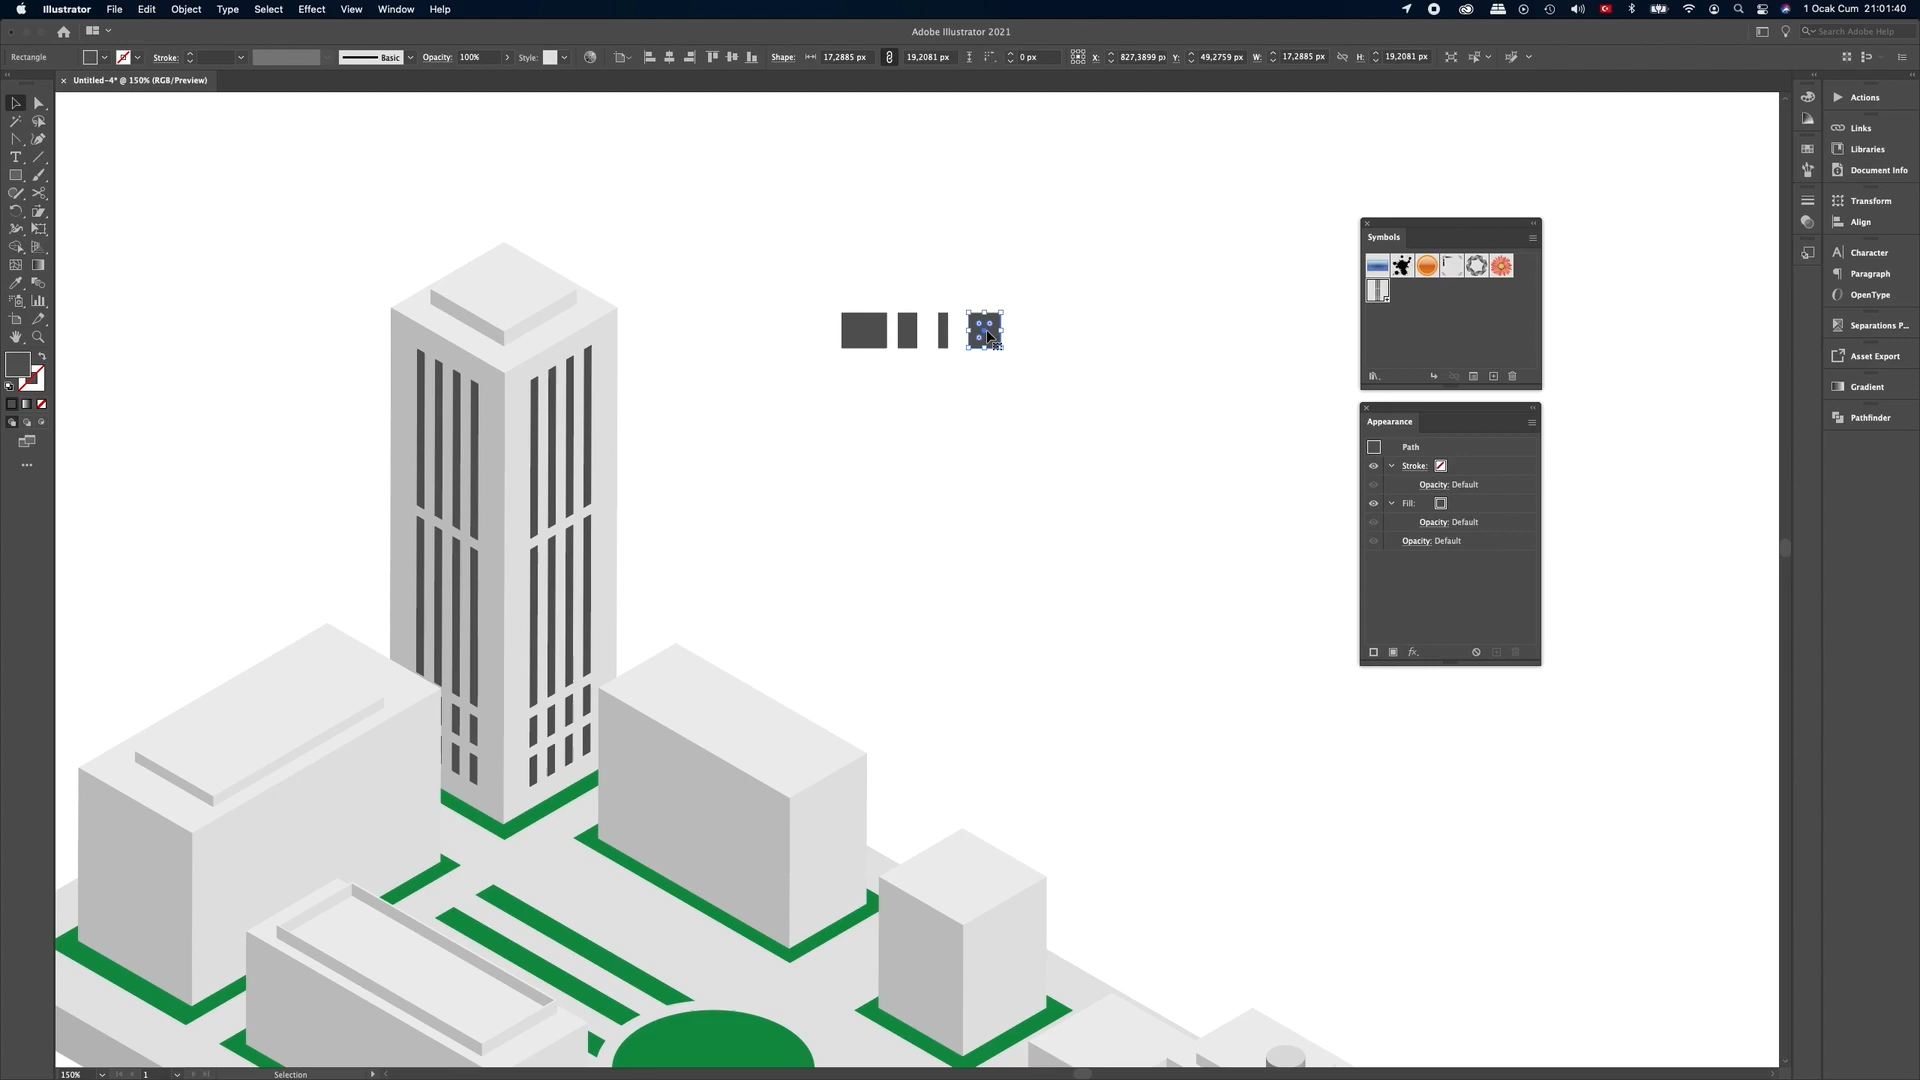 Illustrator File Edit Object Type Select Effect View Window Help 1 Ocak Cum 21:01:40
Adobe Illustrator 2021 Search Adobe Help
Rectangle Stroke: Basic Opacity: 100% Style: Shape: 17,2885 px 19,2081 px 0 px X: 827,3899 px Y: 49,2759 px W: 17,2885 px H: 19,2081 px
Untitled-4* @ 150% (RGB/Preview)
Actions
Links
Libraries
Document Info
Transform
Align
Character
Paragraph
OpenType
Separations P...
Asset Export
Gradient
Pathfinder
Symbols
Appearance
Path
Stroke:
Opacity: Default
Fill:
Opacity: Default
Opacity: Default
fx.
150% 1 Selection